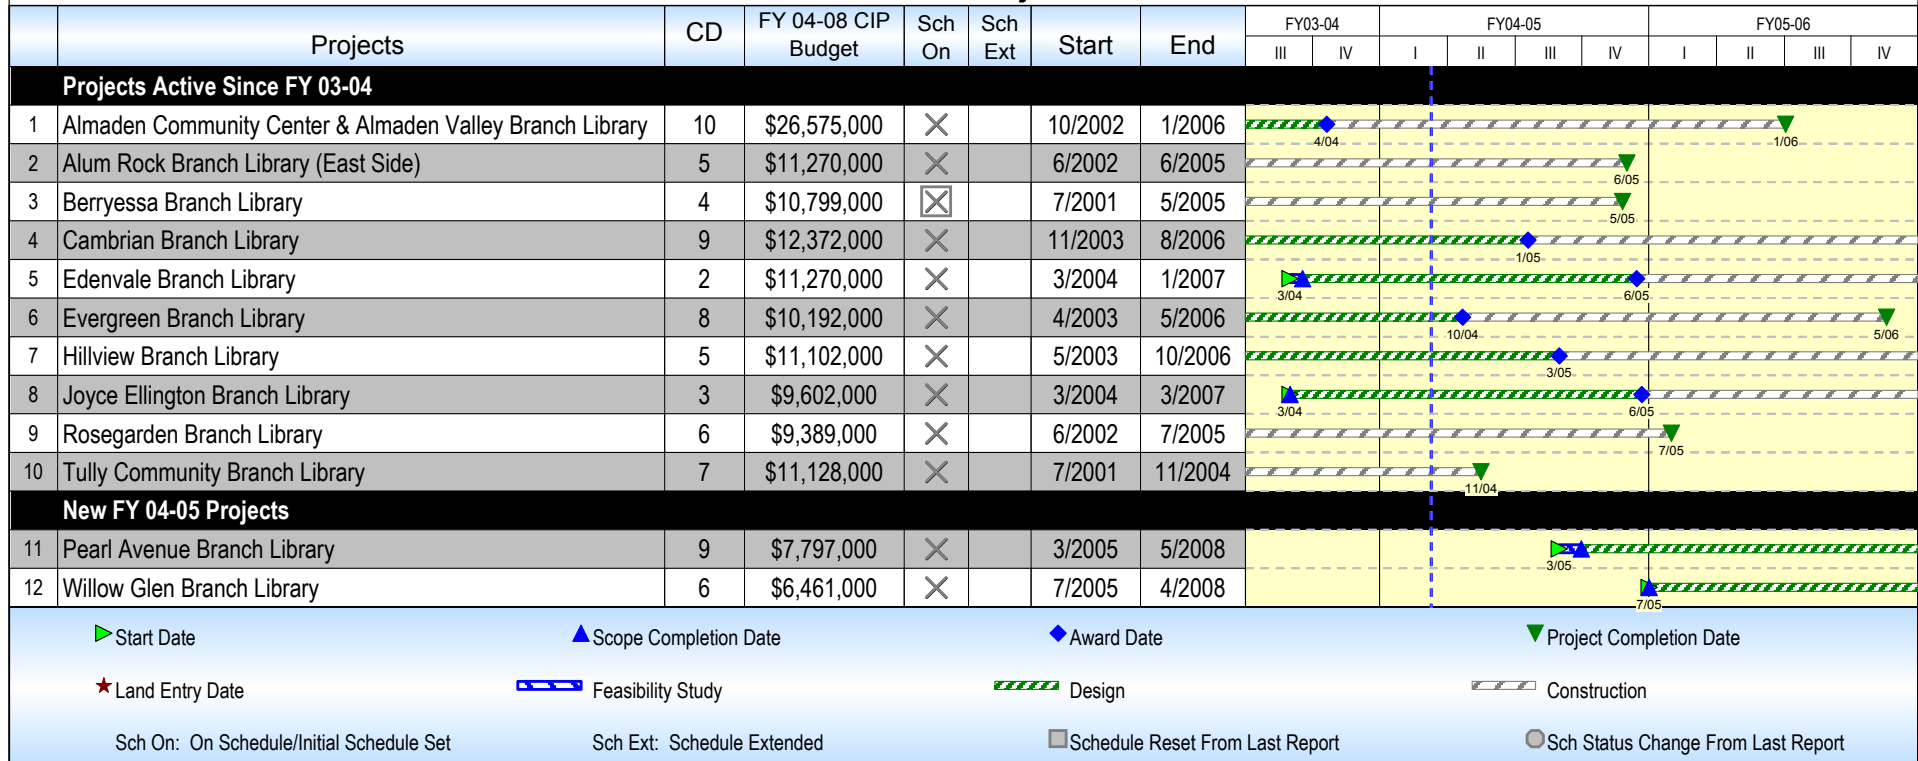 Projects CD FY 04-08 CIP Budget Sch On Sch Ext Start End FY03-04 FY04-05 FY05-06
III IV I II III IV I II III IV
Projects Active Since FY 03-04
1 Almaden Community Center & Almaden Valley Branch Library 10 $26,575,000 10/2002 1/2006 4/04 1/06
2 Alum Rock Branch Library (East Side) 5 $11,270,000 6/2002 6/2005 6/05
3 Berryessa Branch Library 4 $10,799,000 7/2001 5/2005 5/05
4 Cambrian Branch Library 9 $12,372,000 11/2003 8/2006 1/05
5 Edenvale Branch Library 2 $11,270,000 3/2004 1/2007 3/04 6/05
6 Evergreen Branch Library 8 $10,192,000 4/2003 5/2006 10/04 5/06
7 Hillview Branch Library 5 $11,102,000 5/2003 10/2006 3/05
8 Joyce Ellington Branch Library 3 $9,602,000 3/2004 3/2007 3/04 6/05
9 Rosegarden Branch Library 6 $9,389,000 6/2002 7/2005 7/05
10 Tully Community Branch Library 7 $11,128,000 7/2001 11/2004 11/04
New FY 04-05 Projects
11 Pearl Avenue Branch Library 9 $7,797,000 3/2005 5/2008 3/05
12 Willow Glen Branch Library 6 $6,461,000 7/2005 4/2008 7/05
Start Date Scope Completion Date Award Date Project Completion Date
Land Entry Date Feasibility Study Design Construction
Sch On: On Schedule/Initial Schedule Set Sch Ext: Schedule Extended Schedule Reset From Last Report Sch Status Change From Last Report